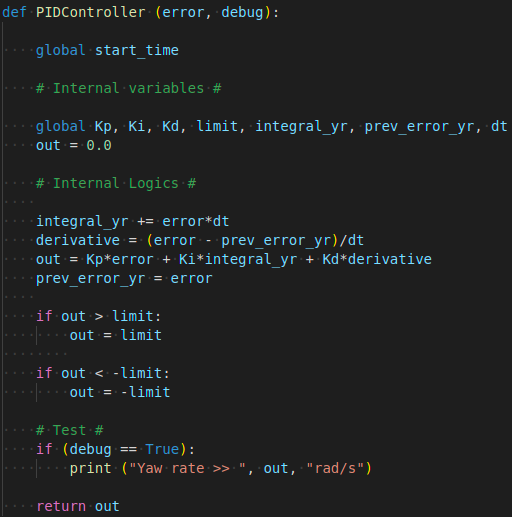 def PIDController (error, debug):
global start_time
# Internal variables #
global Kp, Ki, Kd, limit, integral_yr, prev_error_yr, dt
out = 0.0
# Internal Logics #
integral_yr += error*dt
derivative = (error - prev_error_yr)/dt
out = Kp*error + Ki*integral_yr + Kd*derivative
prev_error_yr = error
if out > limit:
out = limit
if out < -limit:
out = -limit
# Test #
if (debug == True):
print ("Yaw rate >> ", out, "rad/s")
return out